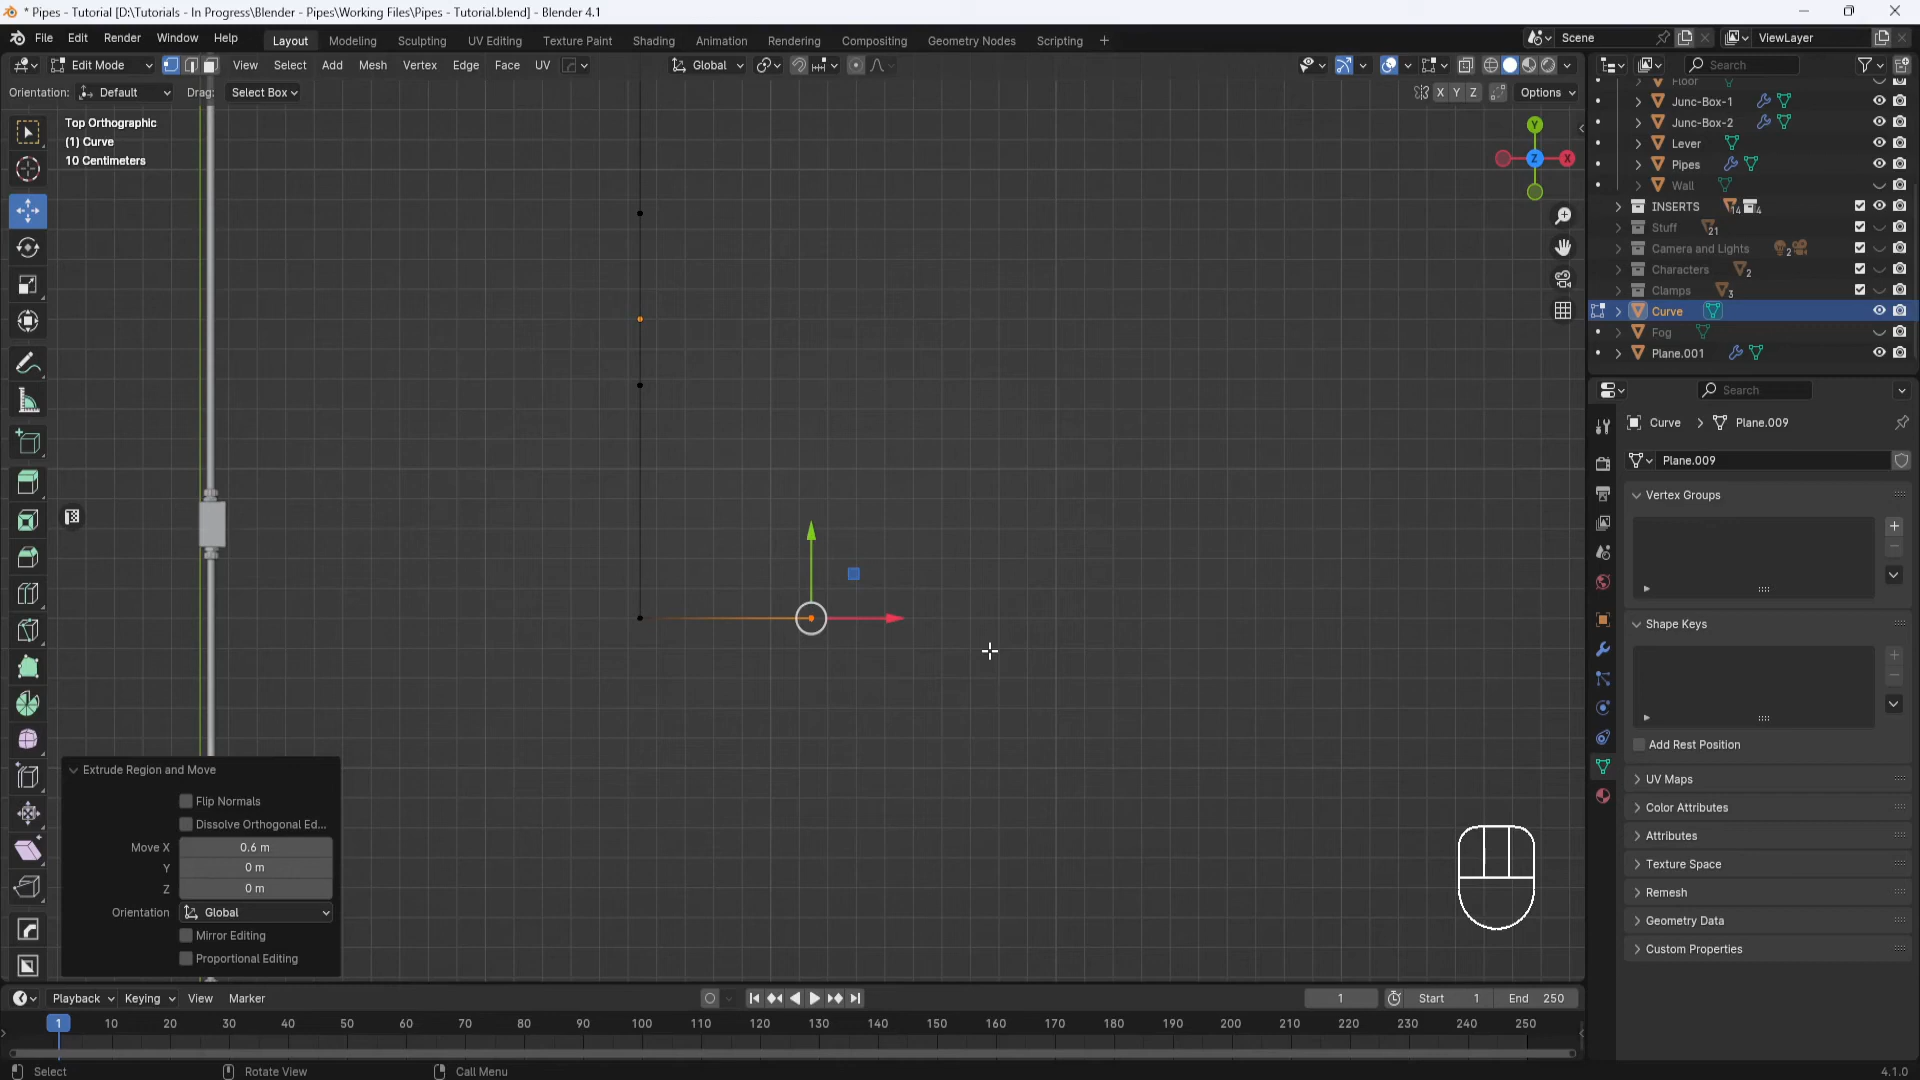 * Pipes - Tutorial [D:\Tutorials - In Progress\Blender - Pipes\Working Files\Pipes - Tutorial.blend] - Blender 4.1
File Edit Render Window Help Layout Modeling Sculpting UV Editing Texture Paint Shading Animation Rendering Compositing Geometry Nodes Scripting + Scene ViewLayer
Edit Mode View Select Add Mesh Vertex Edge Face UV Global Search
Orientation: Default Drag: Select Box X Y Z Options
Top Orthographic
(1) Curve
10 Centimeters
Y
Z X
Floor
Junc-Box-1
Junc-Box-2
Lever
Pipes
Wall
INSERTS 14 4
Stuff 21
Camera and Lights 2
Characters 2
Clamps 3
Curve
Fog
Plane.001
Search
Curve > Plane.009
Plane.009
Vertex Groups
Shape Keys
Add Rest Position
UV Maps
Color Attributes
Attributes
Texture Space
Remesh
Geometry Data
Custom Properties
Extrude Region and Move
Flip Normals
Dissolve Orthogonal Ed...
Move X 0.6 m
Y 0 m
Z 0 m
Orientation Global
Mirror Editing
Proportional Editing
Playback Keying View Marker 1 Start 1 End 250
1 10 20 30 40 50 60 70 80 90 100 110 120 130 140 150 160 170 180 190 200 210 220 230 240 250
Select Rotate View Call Menu 4.1.0